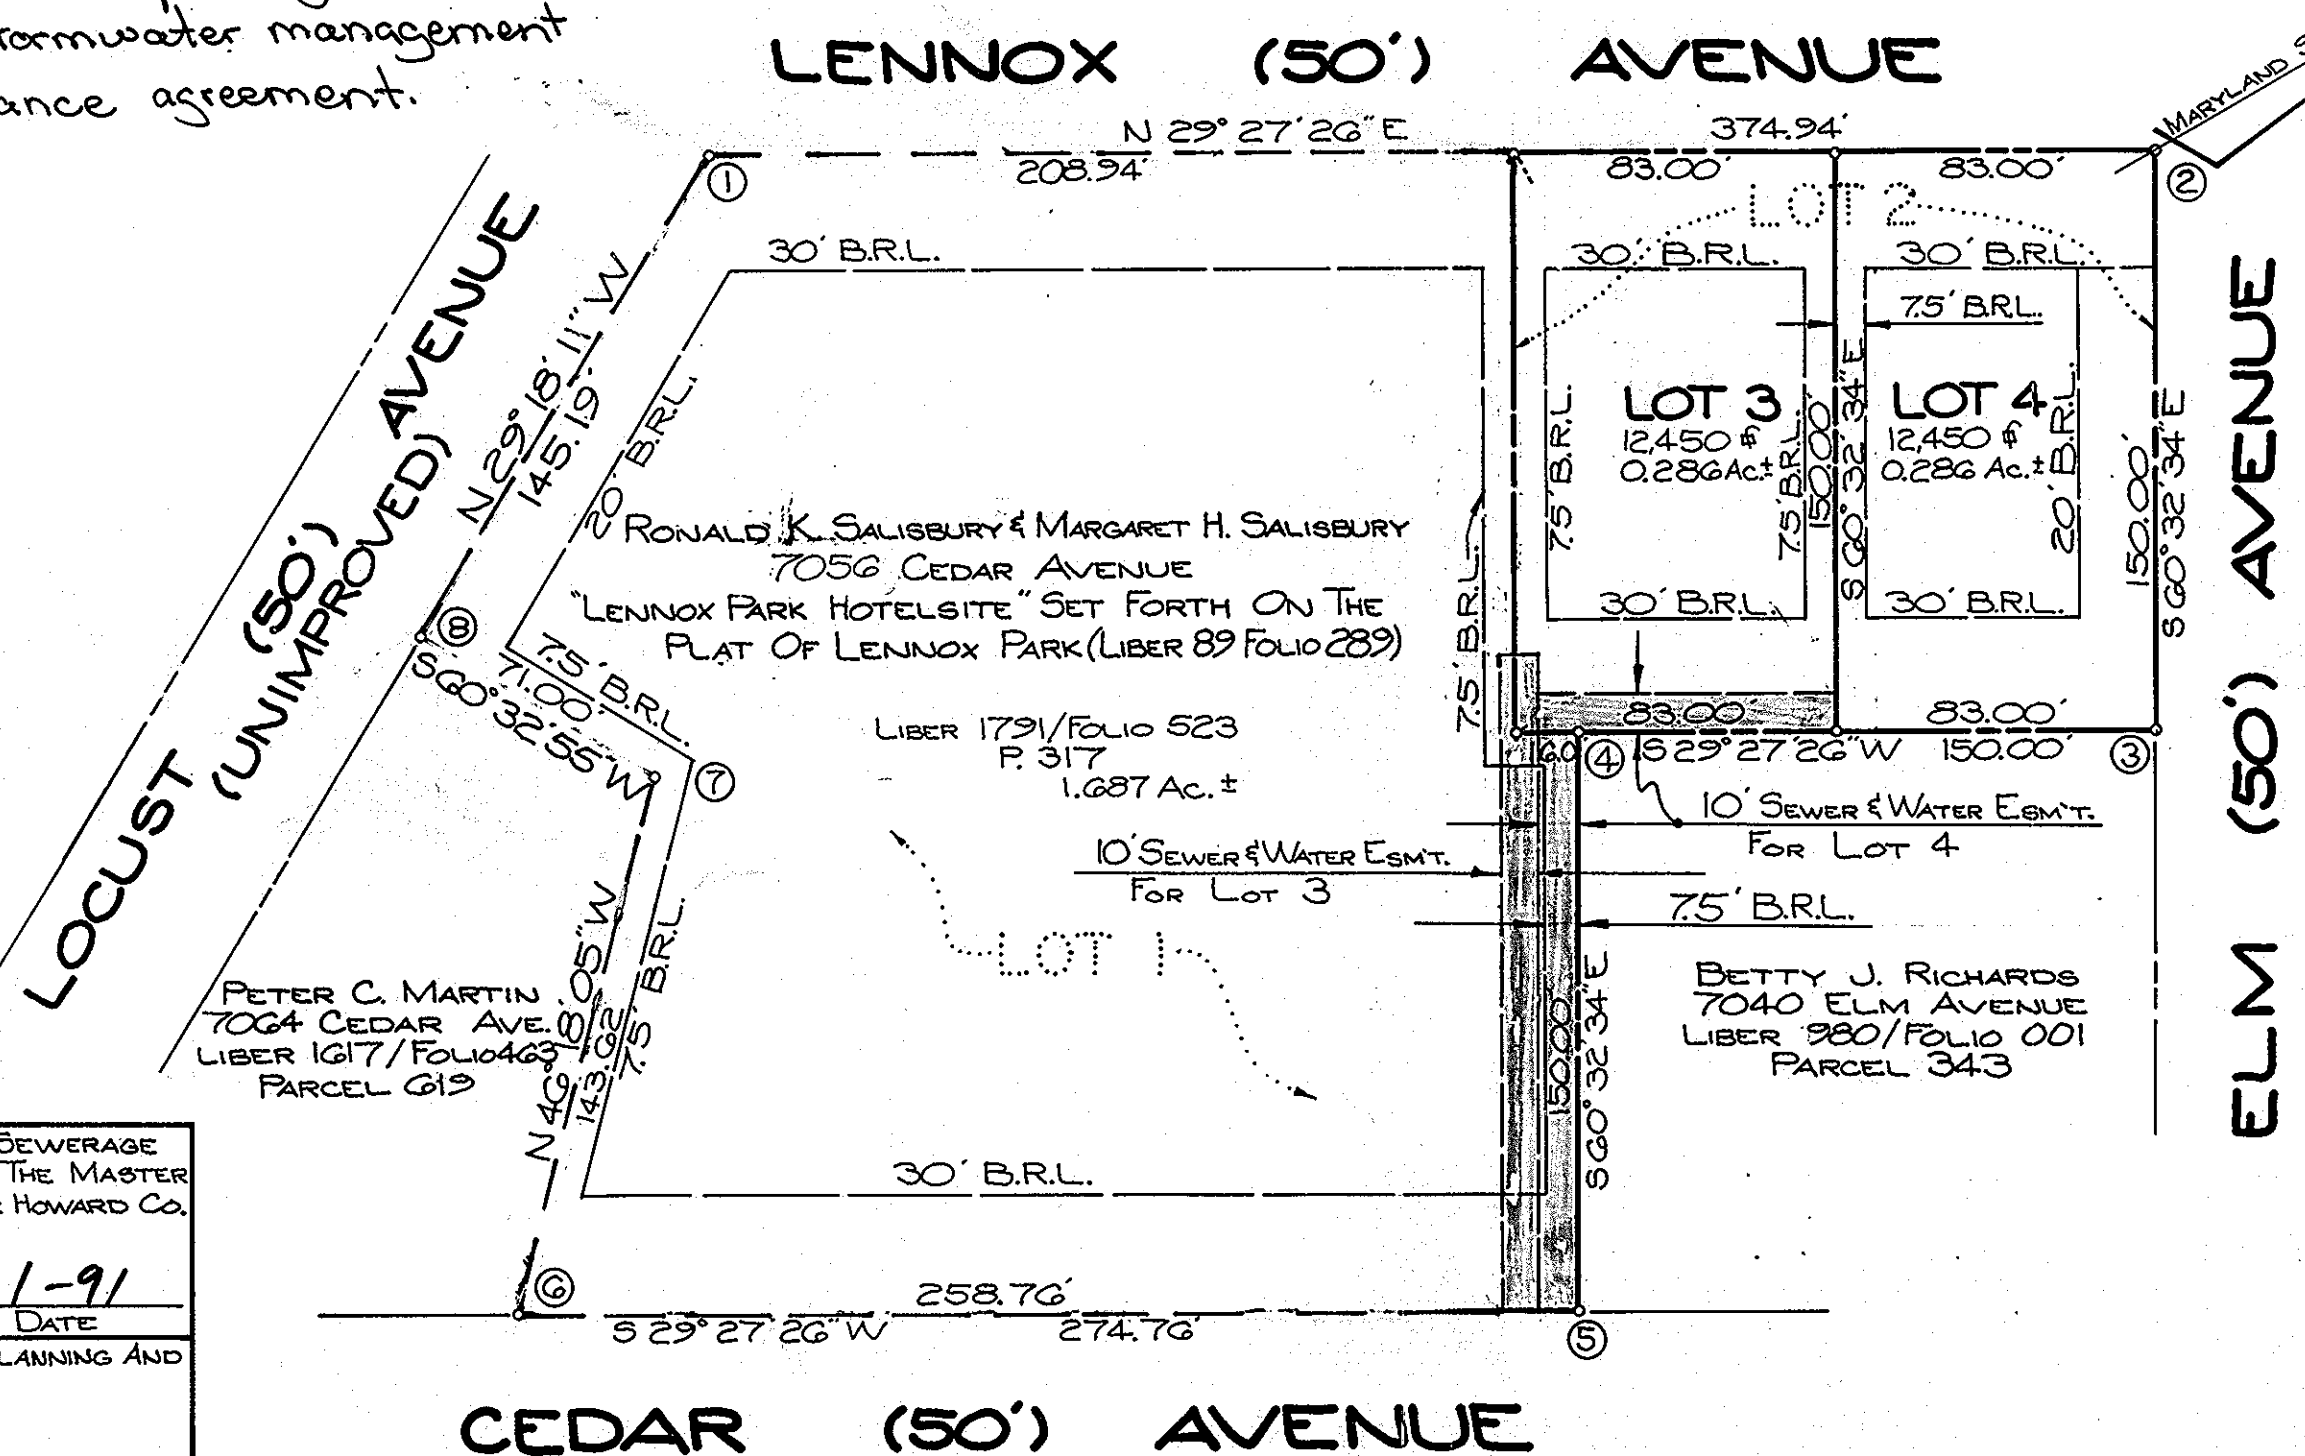 tormwater management
ance agreement.
LENNOX (50') AVENUE
MARYLAND
N 29° 27' 26" E
374.94'
208.94'
83.00'
83.00'
①
②
LOT 2
30' B.R.L.
30' B.R.L.
30' B.R.L.
7.5' B.R.L.
LOCUST (50') AVENUE
(UNIMPROVED)
N 29° 18' 11" W
145.19'
20' B.R.L.
LOT 3
12,450 ⌗
0.286 Ac.±
7.5' B.R.L.
7.5' B.R.L.
150.00'
S 60° 32' 34" E
LOT 4
12,450 ⌗
0.286 Ac.±
20' B.R.L.
150.00'
S 60° 32' 34" E
ELM (50') AVENUE
RONALD K. SALISBURY & MARGARET H. SALISBURY
7056 CEDAR AVENUE
"LENNOX PARK HOTELSITE" SET FORTH ON THE
PLAT OF LENNOX PARK (LIBER 89 FOLIO 289)
7.5' B.R.L.
30' B.R.L.
30' B.R.L.
⑧
7.5' B.R.L.
71.00'
S 60° 32' 55" W
⑦
LIBER 1791/FOLIO 523
P. 317
1.687 Ac.±
83.00'
83.00'
6.0'
④
S 29° 27' 26" W
150.00'
③
10' SEWER & WATER ESM'T.
FOR LOT 4
10' SEWER & WATER ESM'T.
FOR LOT 3
7.5' B.R.L.
LOT 1
N 46° 18' 05" W
143.62'
7.5' B.R.L.
150.00'
S 60° 32' 34" E
PETER C. MARTIN
7064 CEDAR AVE.
LIBER 1617/FOLIO 463
PARCEL 619
BETTY J. RICHARDS
7040 ELM AVENUE
LIBER 980/FOLIO 001
PARCEL 343
SEWERAGE
THE MASTER
HOWARD CO.
1-91
DATE
LANNING AND
30' B.R.L.
⑥
258.76'
S 29° 27' 26" W
274.76'
⑤
CEDAR (50') AVENUE